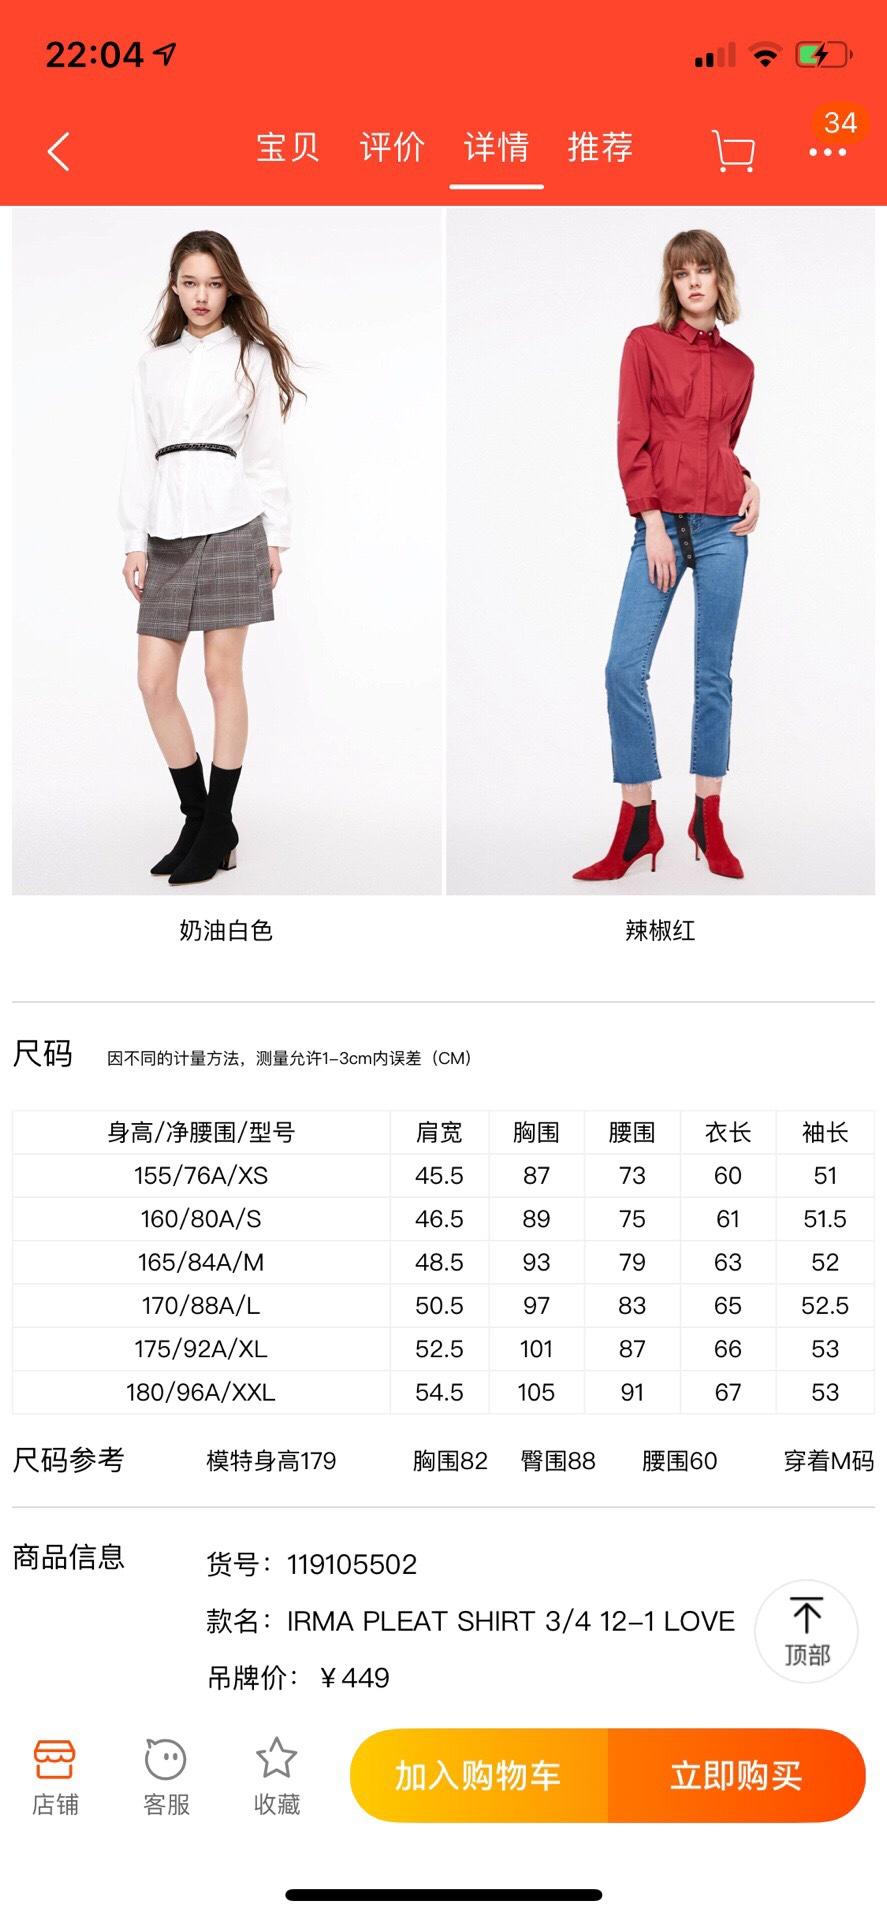 22:04
34
宝贝 评价 详情 推荐
奶油白色 辣椒红
尺码 因不同的计量方法，测量允许1-3cm内误差（CM）
身高/净腰围/型号 肩宽 胸围 腰围 衣长 袖长
155/76A/XS 45.5 87 73 60 51
160/80A/S 46.5 89 75 61 51.5
165/84A/M 48.5 93 79 63 52
170/88A/L 50.5 97 83 65 52.5
175/92A/XL 52.5 101 87 66 53
180/96A/XXL 54.5 105 91 67 53
尺码参考 模特身高179 胸围82 臀围88 腰围60 穿着M码
商品信息 货号：119105502
款名：IRMA PLEAT SHIRT 3/4 12-1 LOVE
吊牌价：￥449
顶部
店铺 客服 收藏 加入购物车 立即购买